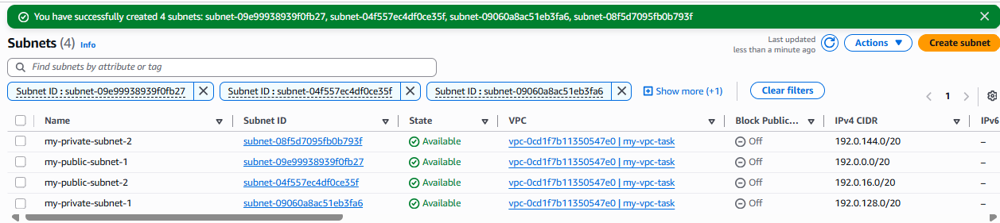 You have successfully created 4 subnets: subnet-09e99938939f0fb27, subnet-04f557ec4df0ce35f, subnet-09060a8ac51eb3fa6, subnet-08f5d7095fb0b793f
Subnets (4) Info
Last updated
less than a minute ago
Actions
Create subnet
Find subnets by attribute or tag
Subnet ID : subnet-09e99938939f0fb27 Subnet ID : subnet-04f557ec4df0ce35f Subnet ID : subnet-09060a8ac51eb3fa6 Show more (+1) Clear filters
1
Name Subnet ID State VPC Block Public... IPv4 CIDR IPv6
my-private-subnet-2 subnet-08f5d7095fb0b793f Available vpc-0cd1f7b11350547e0 | my-vpc-task Off 192.0.144.0/20 –
my-public-subnet-1 subnet-09e99938939f0fb27 Available vpc-0cd1f7b11350547e0 | my-vpc-task Off 192.0.0.0/20 –
my-public-subnet-2 subnet-04f557ec4df0ce35f Available vpc-0cd1f7b11350547e0 | my-vpc-task Off 192.0.16.0/20 –
my-private-subnet-1 subnet-09060a8ac51eb3fa6 Available vpc-0cd1f7b11350547e0 | my-vpc-task Off 192.0.128.0/20 –